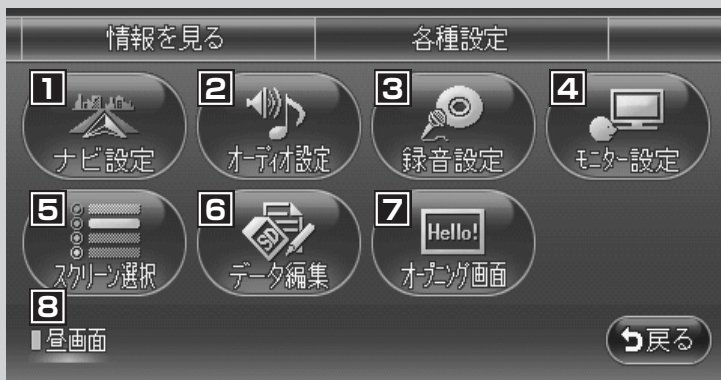 情報を見る
各種設定
1
ナビ設定
2
オーディオ設定
3
録音設定
4
モニター設定
5
スクリーン選択
6
SD
データ編集
7
Hello!
オープニング画面
8
昼画面
戻る